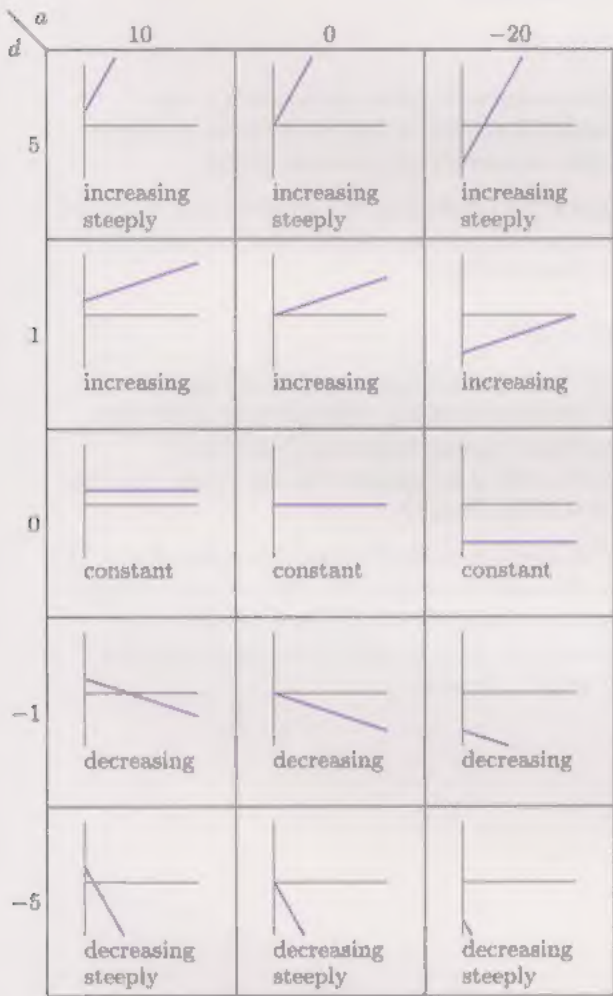 a
d
10 0 −20
5
increasing
steeply
increasing
steeply
increasing
steeply
1
increasing
increasing
increasing
0
constant
constant
constant
−1
decreasing
decreasing
decreasing
−5
decreasing
steeply
decreasing
steeply
decreasing
steeply